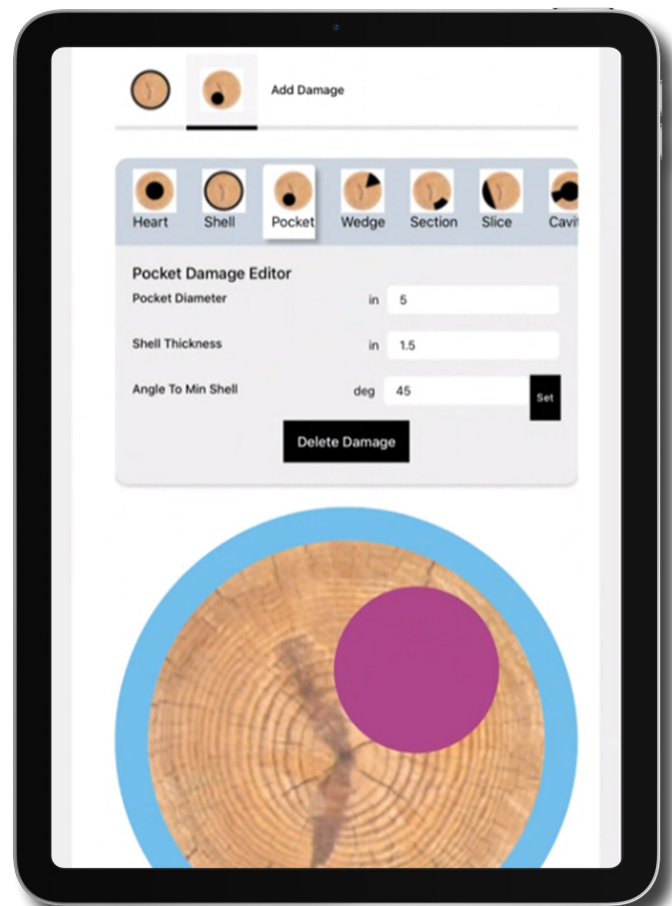 Add Damage
Heart Shell Pocket Wedge Section Slice Cavit
Pocket Damage Editor
Pocket Diameter in 5
Shell Thickness in 1.5
Angle To Min Shell deg 45 Set
Delete Damage